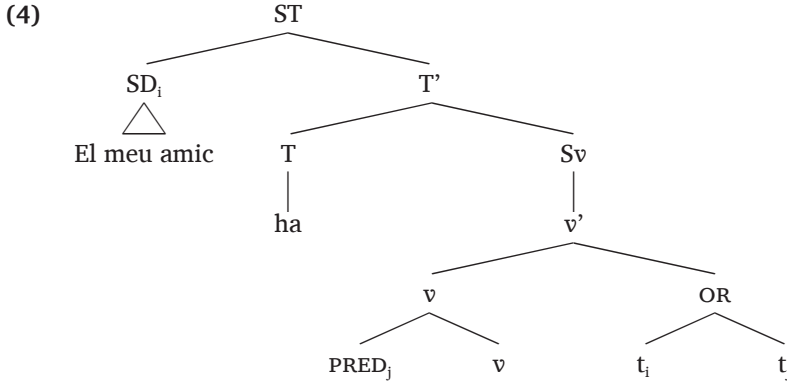 (4) ST
SDᵢ T’
El meu amic T Sv
ha v’
v OR
PREDⱼ v tᵢ t